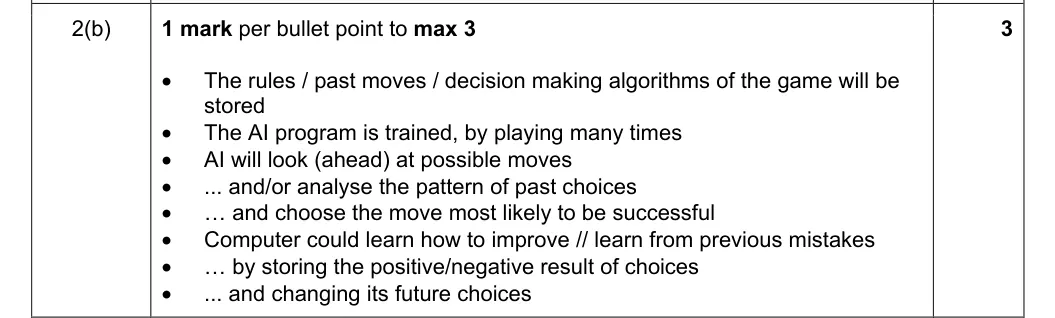 2(b) 1 mark per bullet point to max 3 3
• The rules / past moves / decision making algorithms of the game will be
stored
• The AI program is trained, by playing many times
• AI will look (ahead) at possible moves
• ... and/or analyse the pattern of past choices
• … and choose the move most likely to be successful
• Computer could learn how to improve // learn from previous mistakes
• … by storing the positive/negative result of choices
• ... and changing its future choices